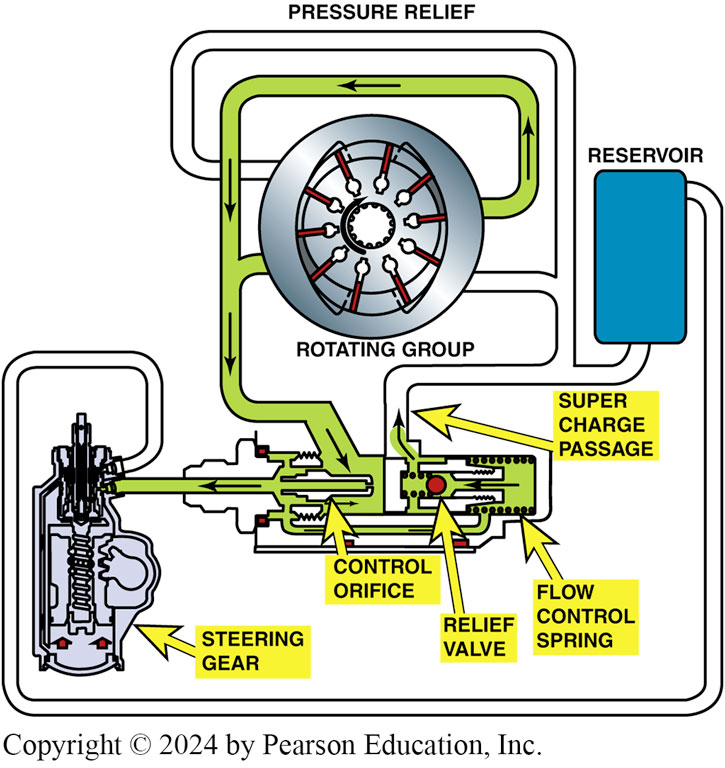 PRESSURE RELIEF
RESERVOIR
ROTATING GROUP
SUPER
CHARGE
PASSAGE
CONTROL
ORIFICE
RELIEF
VALVE
FLOW
CONTROL
SPRING
STEERING
GEAR
Copyright © 2024 by Pearson Education, Inc.